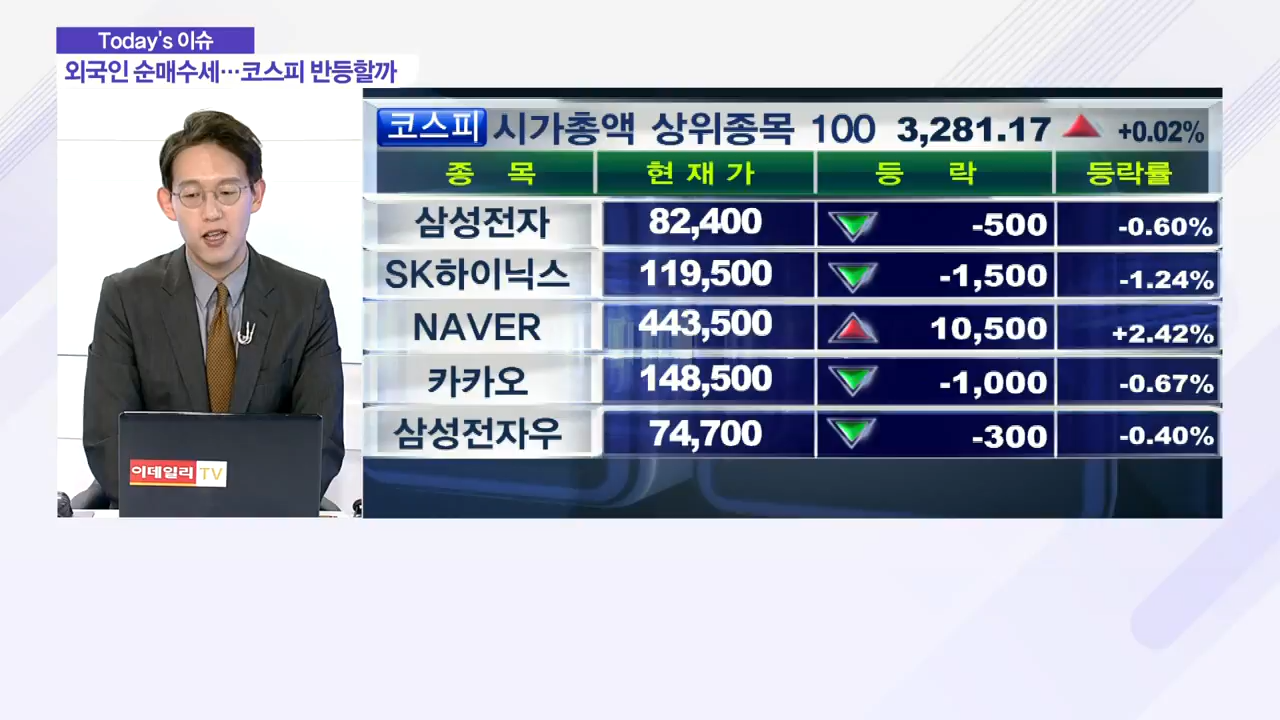 Today's 이슈
외국인 순매수세…코스피 반등할까
코스피 시가총액 상위종목 100 3,281.17 +0.02%
종 목 현 재 가 등 락 등락률
삼성전자 82,400 -500 -0.60%
SK하이닉스 119,500 -1,500 -1.24%
NAVER 443,500 10,500 +2.42%
카카오 148,500 -1,000 -0.67%
삼성전자우 74,700 -300 -0.40%
이데일리 TV